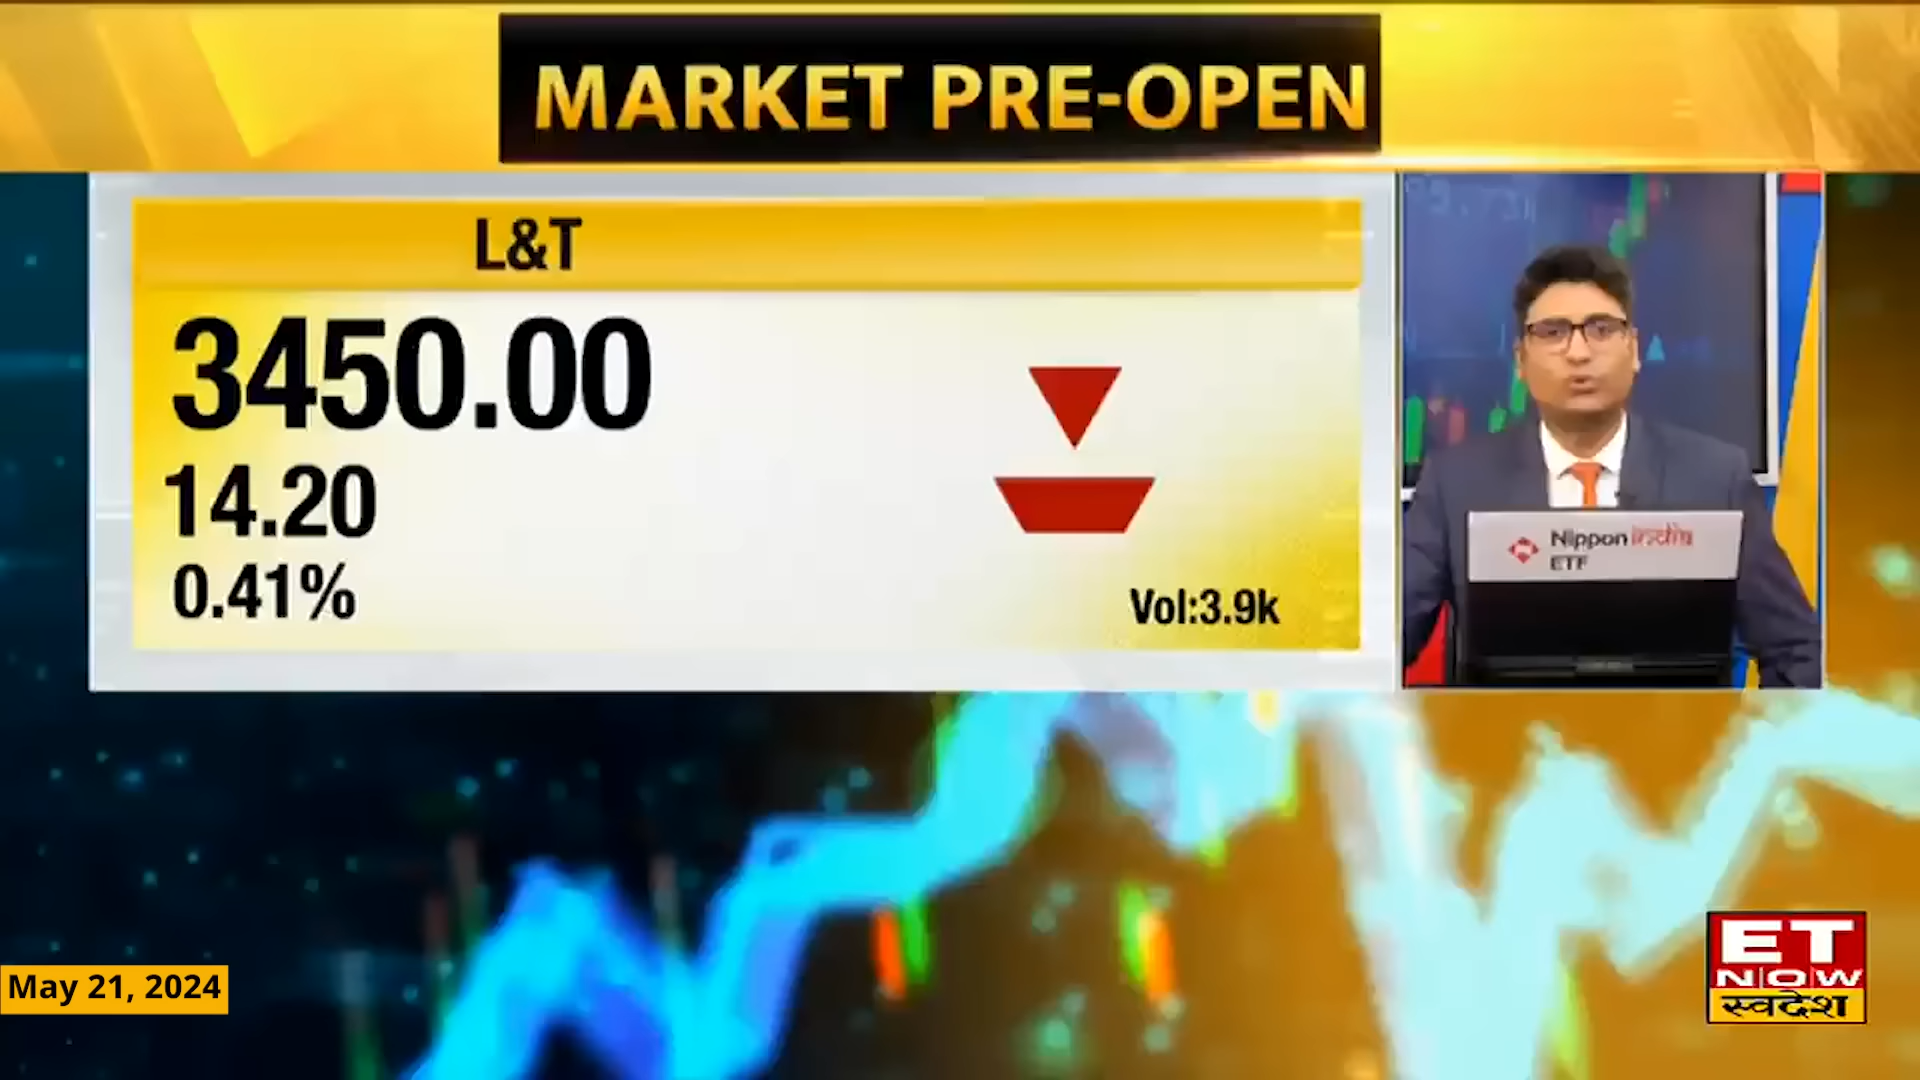 MARKET PRE-OPEN
L&T
3450.00
14.20
0.41%
Vol:3.9k
Nippon india
ETF
May 21, 2024
ET
NOW
स्वदेश